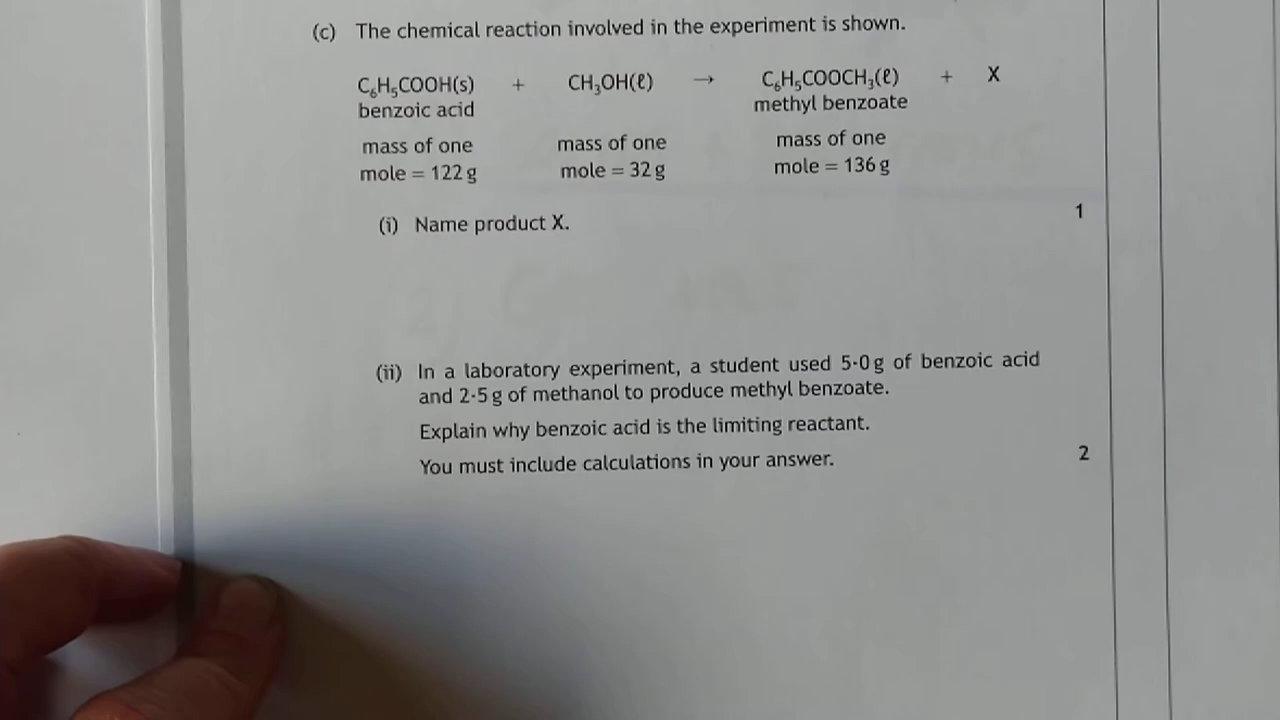 (c) The chemical reaction involved in the experiment is shown.
C₆H₅COOH(s) + CH₃OH(ℓ) → C₆H₅COOCH₃(ℓ) + X
benzoic acid methyl benzoate
mass of one mass of one mass of one
mole = 122 g mole = 32 g mole = 136 g
(i) Name product X. 1
(ii) In a laboratory experiment, a student used 5·0 g of benzoic acid
and 2·5 g of methanol to produce methyl benzoate.
Explain why benzoic acid is the limiting reactant.
You must include calculations in your answer. 2